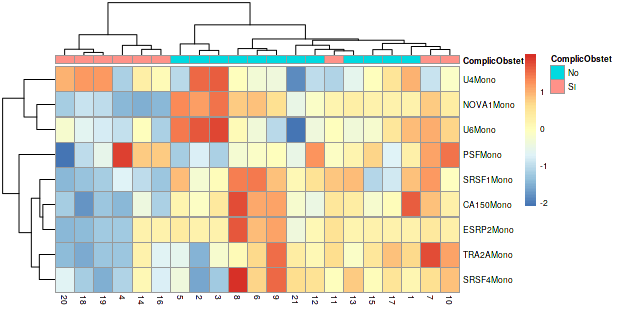 ComplicObstet
ComplicObstet
No
SI
U4Mono
NOVA1Mono
U6Mono
PSFMono
SRSF1Mono
CA150Mono
ESRP2Mono
TRA2AMono
SRSF4Mono
1
0
-1
-2
20 18 19 4 14 16 5 2 3 8 6 9 21 12 11 13 15 17 1 7 10